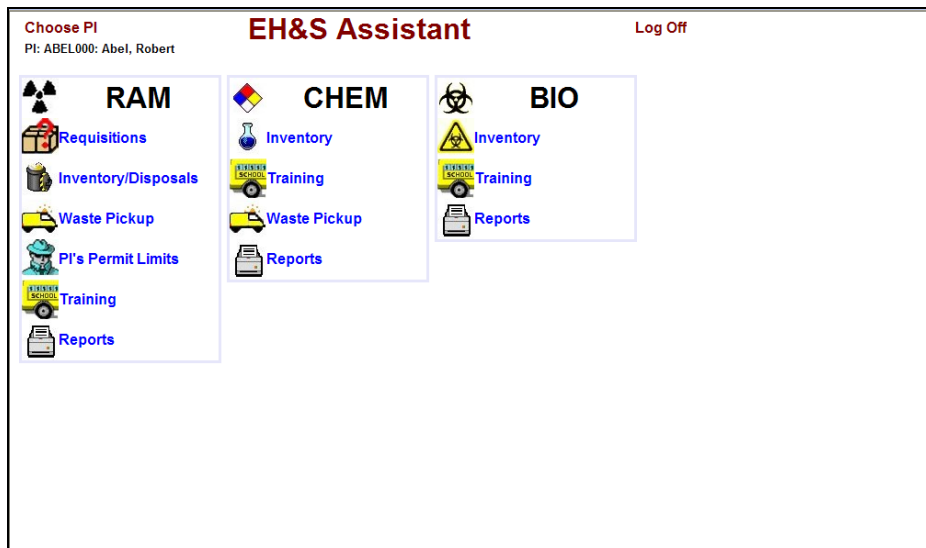 Choose PI
EH&S Assistant
Log Off
PI: ABEL000: Abel, Robert
RAM
Requisitions
Inventory/Disposals
Waste Pickup
PI's Permit Limits
SCHOOL
Training
Reports
CHEM
Inventory
SCHOOL
Training
Waste Pickup
Reports
BIO
Inventory
SCHOOL
Training
Reports